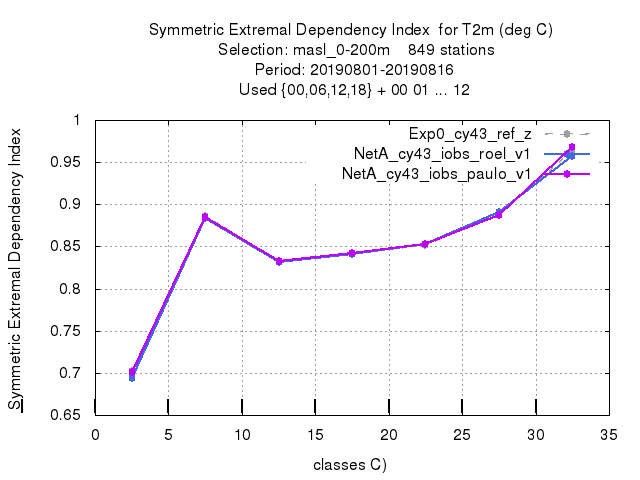 Symmetric Extremal Dependency Index  for T2m (deg C)
Selection: masl_0-200m    849 stations
Period: 20190801-20190816
Used {00,06,12,18} + 00 01 ... 12
Symmetric Extremal Dependency Index
1
0.95
0.9
0.85
0.8
0.75
0.7
0.65
Exp0_cy43_ref_z
NetA_cy43_iobs_roel_v1
NetA_cy43_iobs_paulo_v1
0 5 10 15 20 25 30 35
classes C)